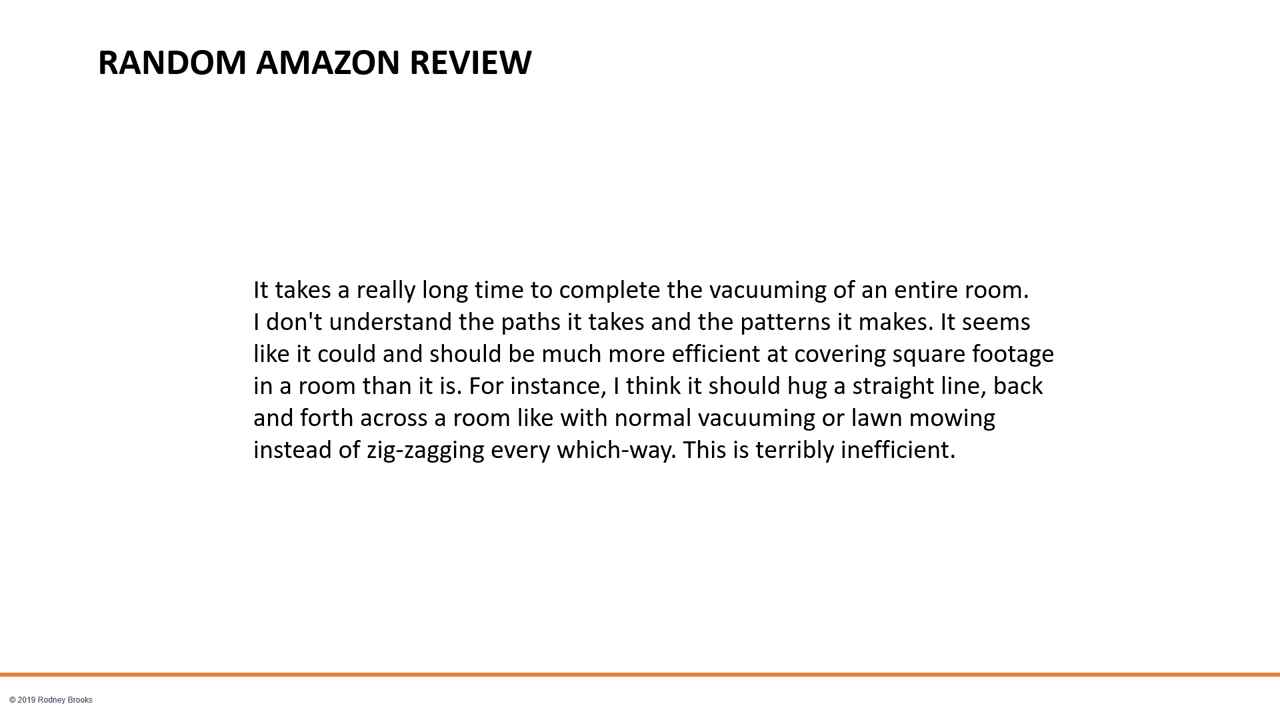 RANDOM AMAZON REVIEW
It takes a really long time to complete the vacuuming of an entire room.
I don't understand the paths it takes and the patterns it makes. It seems
like it could and should be much more efficient at covering square footage
in a room than it is. For instance, I think it should hug a straight line, back
and forth across a room like with normal vacuuming or lawn mowing
instead of zig-zagging every which-way. This is terribly inefficient.
© 2019 Rodney Brooks